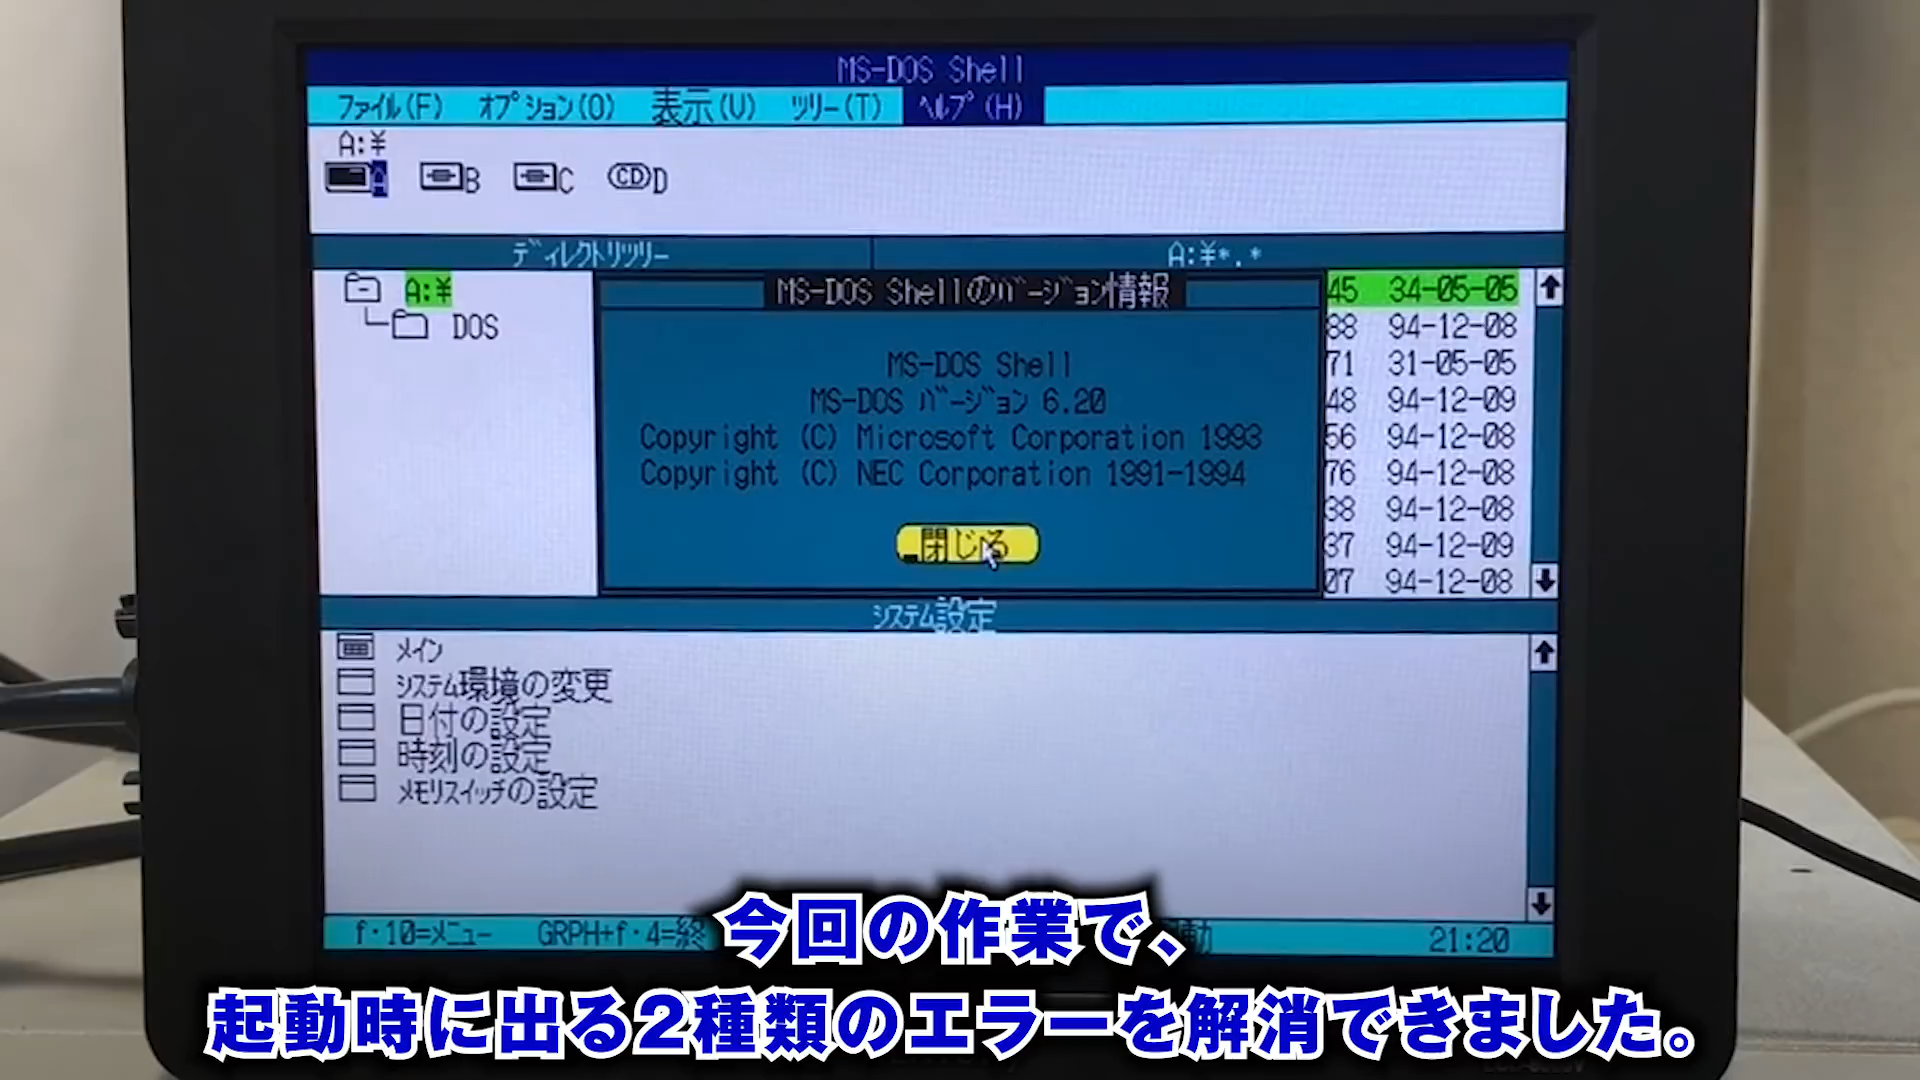 MS-DOS Shell
ﾌｧｲﾙ(F) ｵﾌﾟｼｮﾝ(O) 表示(V) ﾂﾘｰ(T) ﾍﾙﾌﾟ(H)
A:¥
A B C CD D
ﾃﾞｨﾚｸﾄﾘﾂﾘｰ A:¥*.*
A:¥
DOS
MS-DOS Shellのﾊﾞｰｼﾞｮﾝ情報
MS-DOS Shell
MS-DOS ﾊﾞｰｼﾞｮﾝ 6.20
Copyright (C) Microsoft Corporation 1993
Copyright (C) NEC Corporation 1991-1994
閉じる
45 34-05-05
88 94-12-08
71 31-05-05
48 94-12-09
56 94-12-08
76 94-12-08
38 94-12-08
37 94-12-09
07 94-12-08
ｼｽﾃﾑ設定
ﾒｲﾝ
ｼｽﾃﾑ環境の変更
日付の設定
時刻の設定
ﾒﾓﾘｽｲｯﾁの設定
f･10=ﾒﾆｭｰ GRPH+f･4=終 動 21:20
今回の作業で、
起動時に出る2種類のエラーを解消できました。